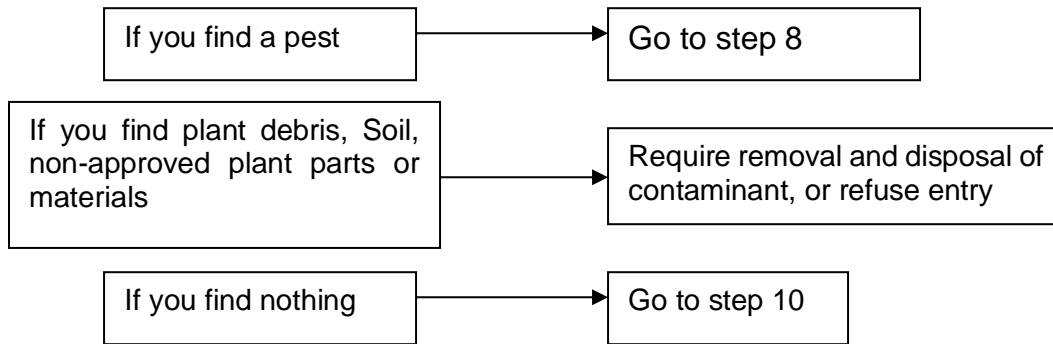 If you find a pest
Go to step 8
If you find plant debris, Soil,
non-approved plant parts or
materials
Require removal and disposal of
contaminant, or refuse entry
If you find nothing
Go to step 10